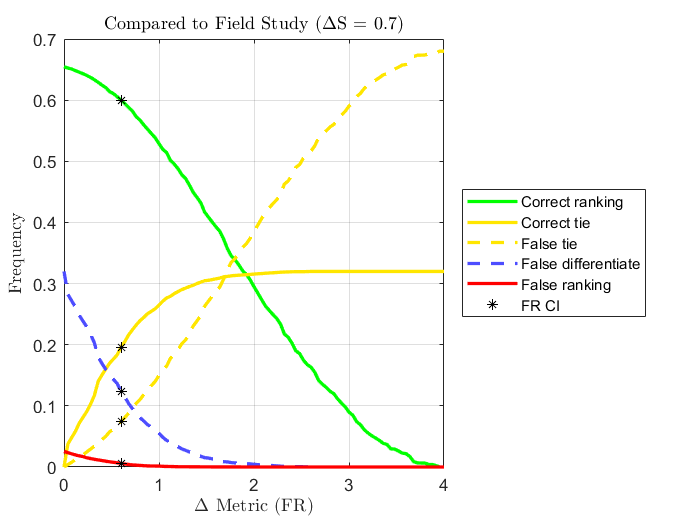 Compared to Field Study (ΔS = 0.7)
0.7
0.6
0.5
0.4
0.3
0.2
0.1
0
Frequency
0 1 2 3 4
Δ Metric (FR)
Correct ranking
Correct tie
False tie
False differentiate
False ranking
FR CI